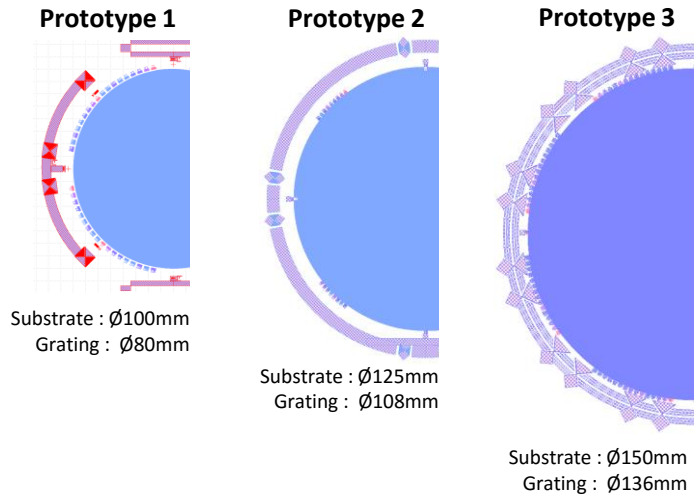 Prototype 1
Prototype 2
Prototype 3
Substrate : Ø100mm
Grating : Ø80mm
Substrate : Ø125mm
Grating : Ø108mm
Substrate : Ø150mm
Grating : Ø136mm